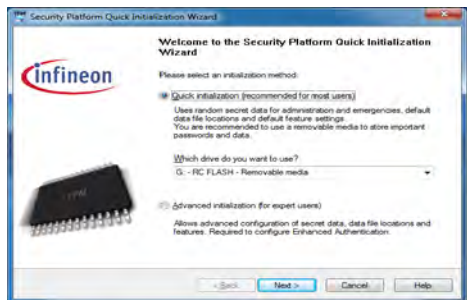 Security Platform Quick Initialization Wizard
Welcome to the Security Platform Quick Initialization
Wizard
infineon
Please select an initialization method:
Quick initialization (recommended for most users)
Uses random secret data for administration and emergencies, default
data file locations and default feature settings.
You are recommended to use a removable media to store important
passwords and data.
Which drive do you want to use?
G: - RC FLASH - Removable media
TPM
Advanced initialization (for expert users)
Allows advanced configuration of secret data, data file locations and
features. Required to configure Enhanced Authentication.
< Back
Next >
Cancel
Help